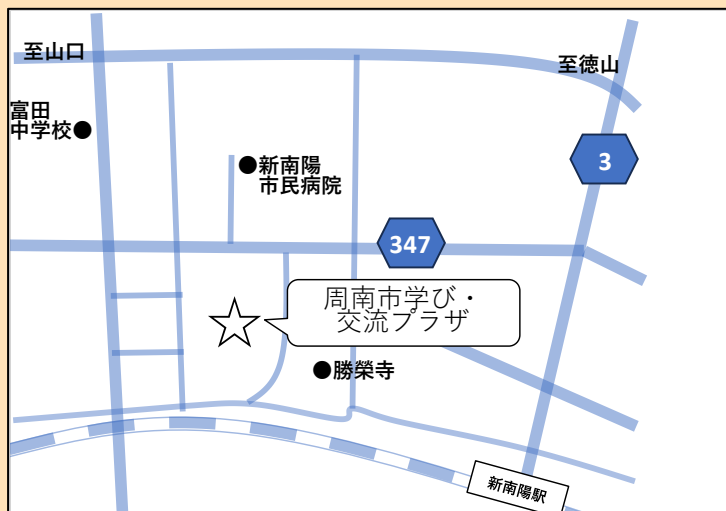 至山口
至徳山
富田
中学校
新南陽
市民病院
3
347
周南市学び・
交流プラザ
勝榮寺
新南陽駅